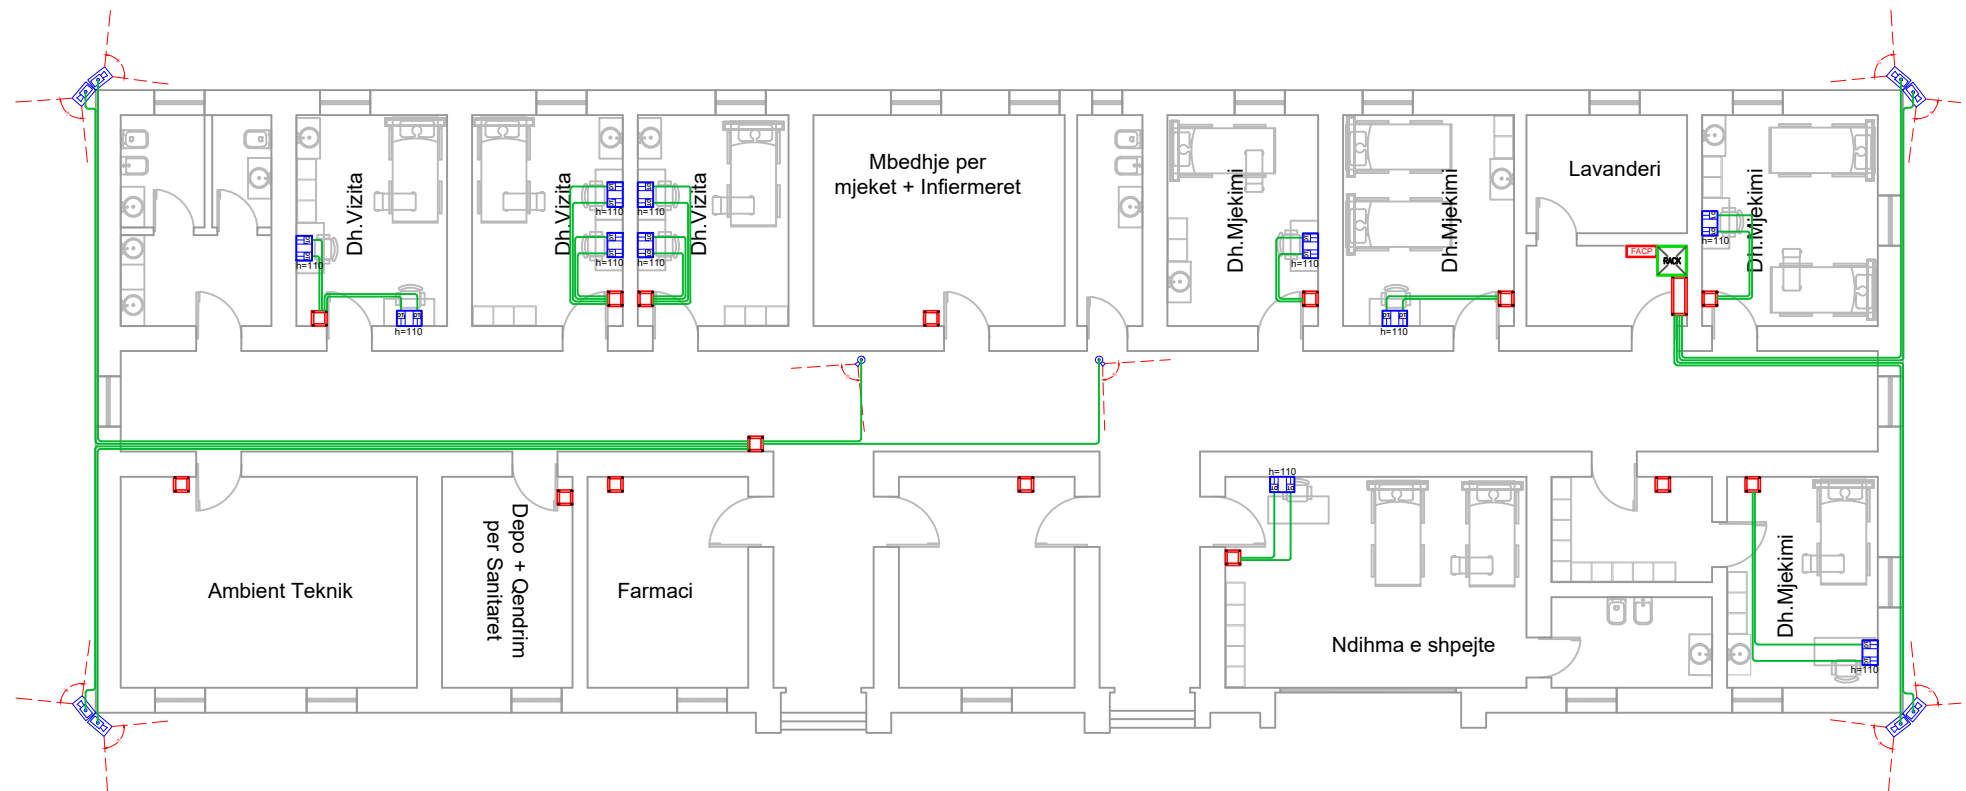 Mbedhje per
mjeket + Infiermeret
Lavanderi
Dh.Vizita
Dh.Vizita
Dh.Vizita
Dh.Mjekimi
Dh.Mjekimi
Dh.Mjekimi
h=110
h=110
h=110
h=110
h=110
h=110
h=110
h=110
h=110
FACP
RACK
h=110
h=110
Ambient Teknik
Depo + Qendrim
per Sanitaret
Farmaci
Ndihma e shpejte
Dh.Mjekimi